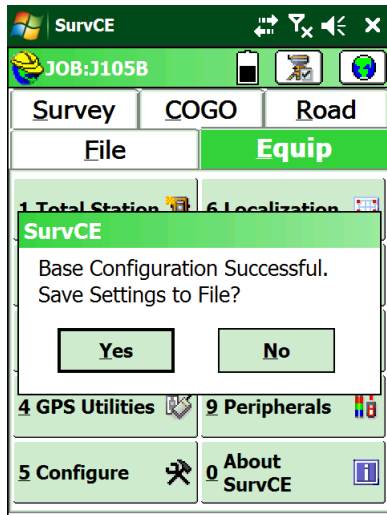 SurvCE
JOB:J105B
Survey COGO Road
File Equip
1 Total Station 6 Localization
SurvCE
Base Configuration Successful.
Save Settings to File?
Yes No
4 GPS Utilities 9 Peripherals
5 Configure 0 About
SurvCE